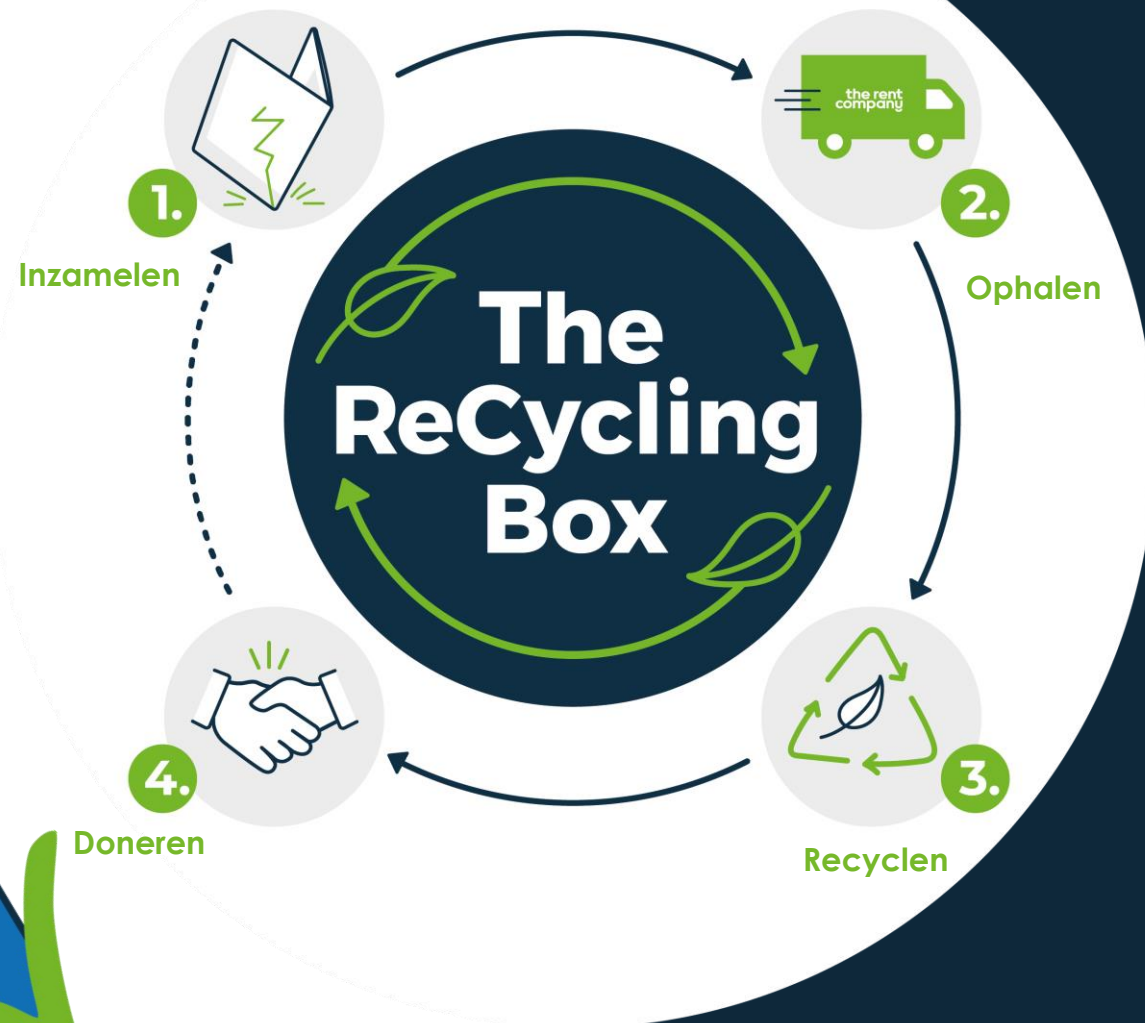 the rent
company
1.
2.
Inzamelen
Ophalen
The
ReCycling
Box
4.
3.
Doneren
Recyclen